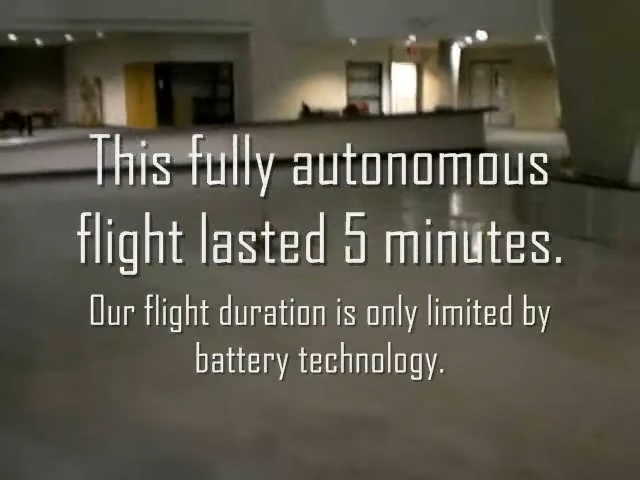 This fully autonomous
flight lasted 5 minutes.
Our flight duration is only limited by
battery technology.